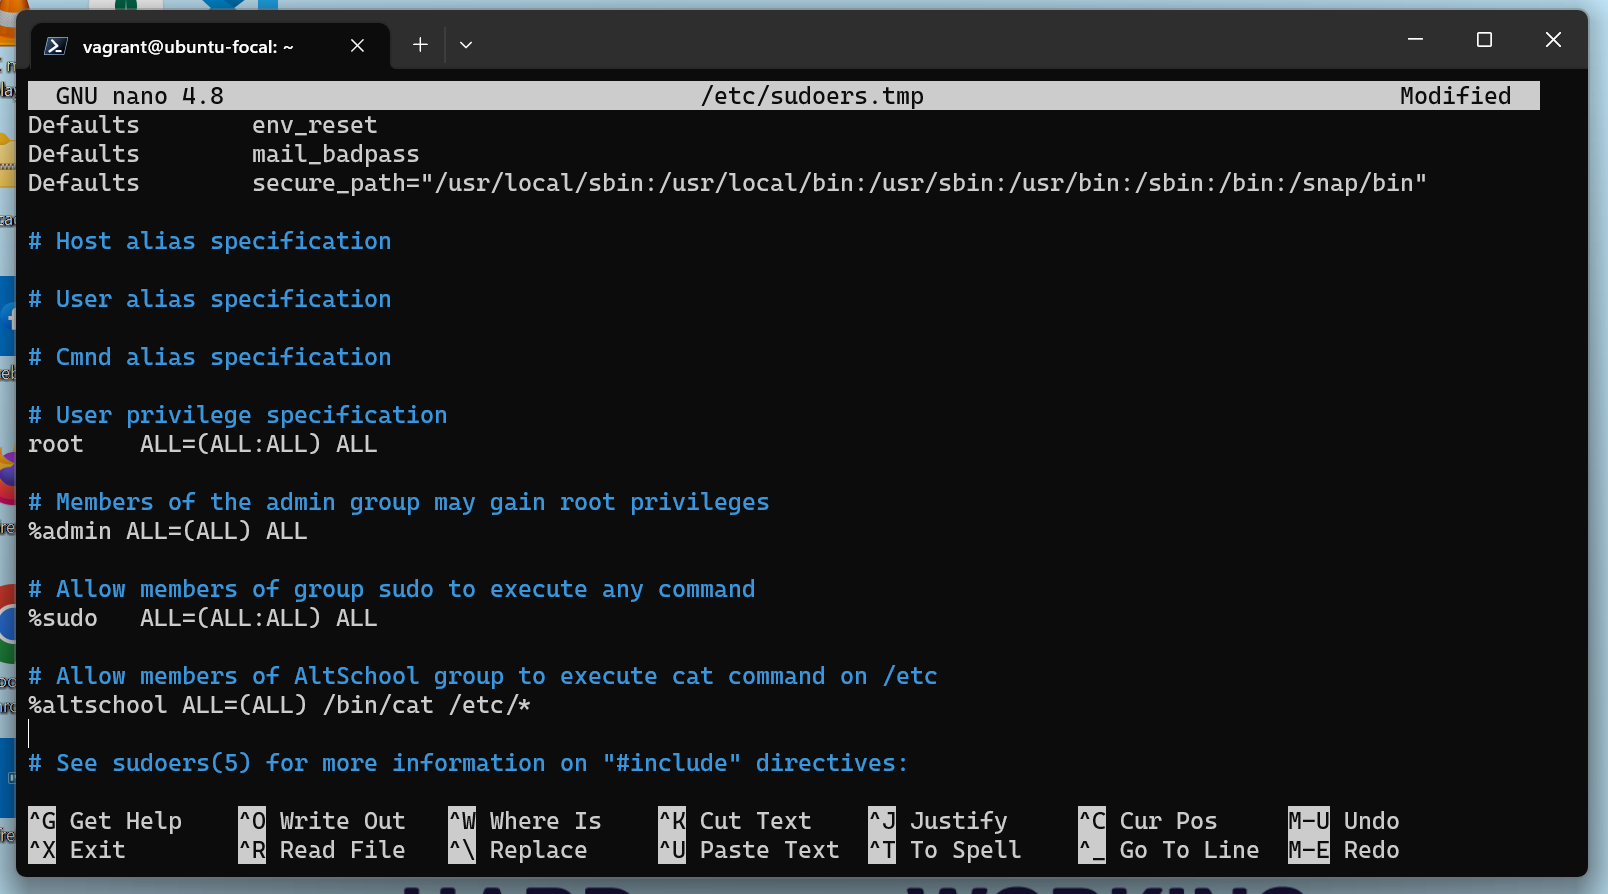 vagrant@ubuntu-focal: ~
GNU nano 4.8 /etc/sudoers.tmp Modified
Defaults env_reset
Defaults mail_badpass
Defaults secure_path="/usr/local/sbin:/usr/local/bin:/usr/sbin:/usr/bin:/sbin:/bin:/snap/bin"
# Host alias specification
# User alias specification
# Cmnd alias specification
# User privilege specification
root ALL=(ALL:ALL) ALL
# Members of the admin group may gain root privileges
%admin ALL=(ALL) ALL
# Allow members of group sudo to execute any command
%sudo ALL=(ALL:ALL) ALL
# Allow members of AltSchool group to execute cat command on /etc
%altschool ALL=(ALL) /bin/cat /etc/*
# See sudoers(5) for more information on "#include" directives:
^G Get Help ^O Write Out ^W Where Is ^K Cut Text ^J Justify ^C Cur Pos M-U Undo
^X Exit ^R Read File ^\ Replace ^U Paste Text ^T To Spell ^_ Go To Line M-E Redo